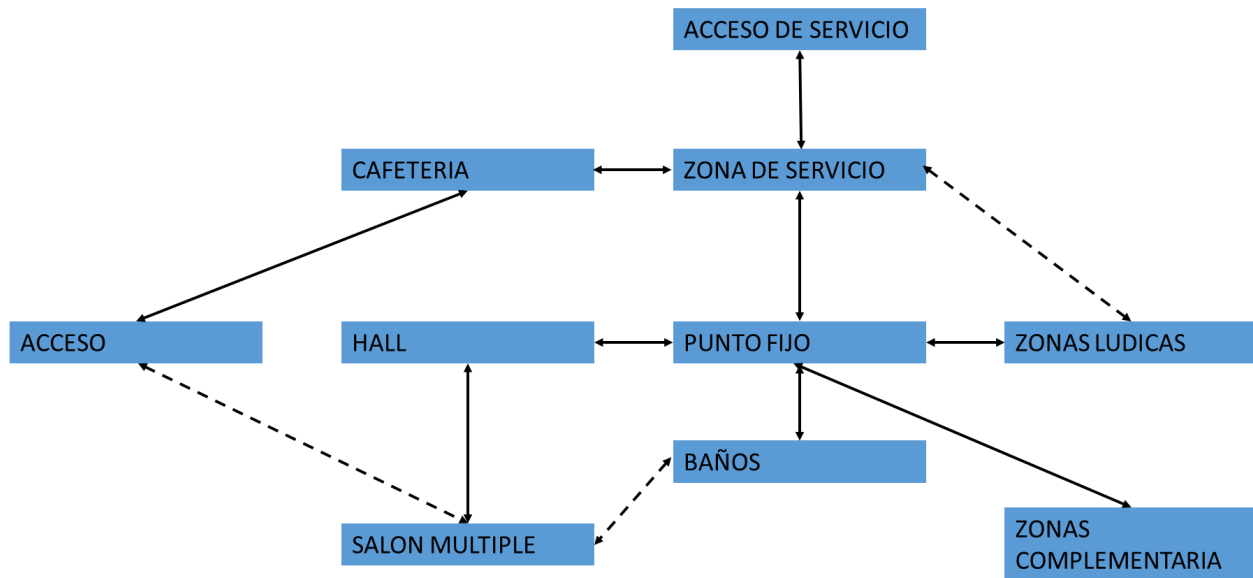 ACCESO DE SERVICIO
CAFETERIA
ZONA DE SERVICIO
ACCESO
HALL
PUNTO FIJO
ZONAS LUDICAS
BAÑOS
SALON MULTIPLE
ZONAS
COMPLEMENTARIA